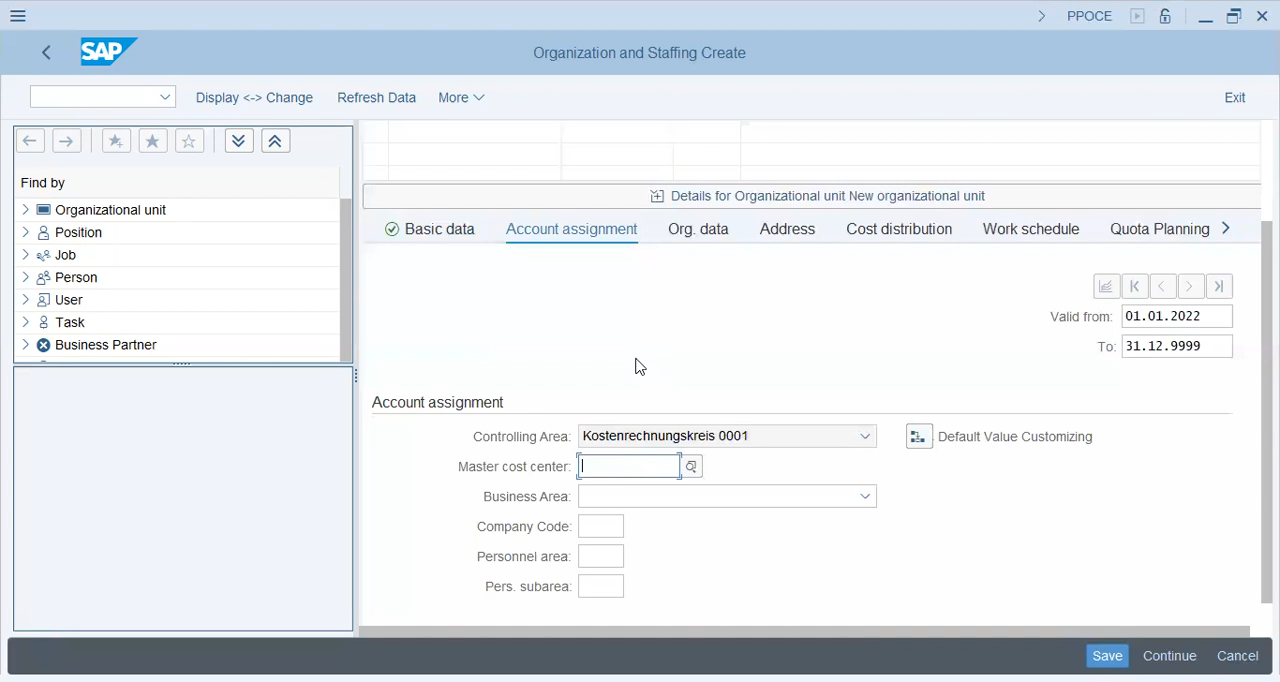 PPOCE
SAP
Organization and Staffing Create
Display <-> Change Refresh Data More Exit
Find by
Organizational unit
Position
Job
Person
User
Task
Business Partner
Details for Organizational unit New organizational unit
Basic data Account assignment Org. data Address Cost distribution Work schedule Quota Planning
Valid from: 01.01.2022
To: 31.12.9999
Account assignment
Controlling Area: Kostenrechnungskreis 0001 Default Value Customizing
Master cost center:
Business Area:
Company Code:
Personnel area:
Pers. subarea:
Save Continue Cancel